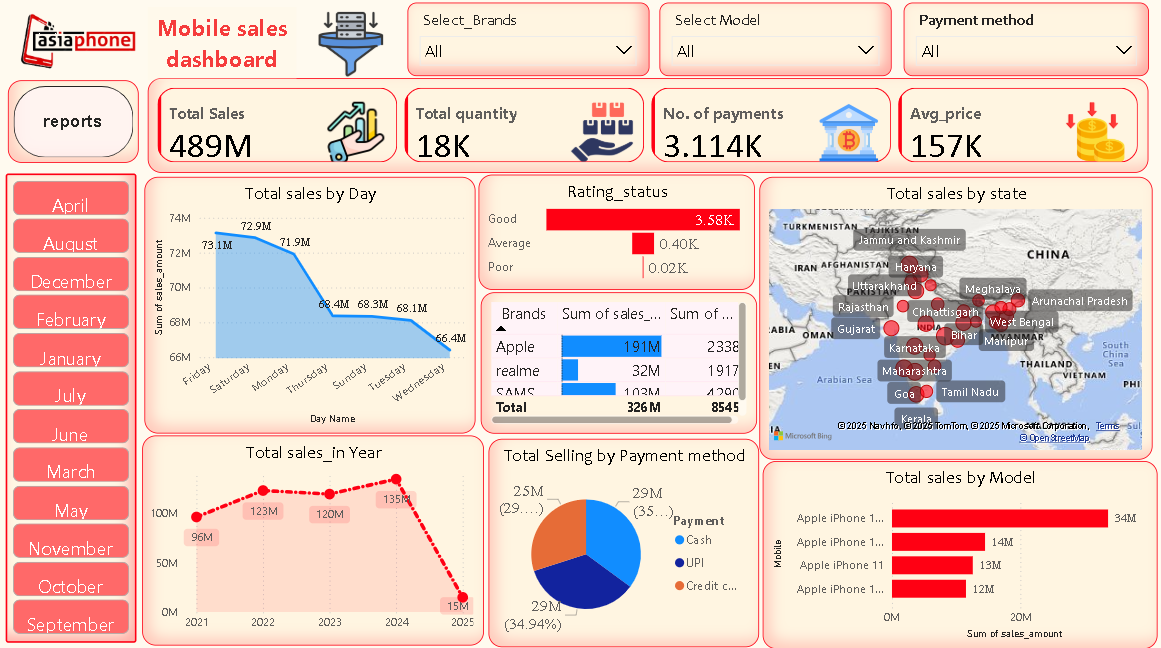 asiaphone
Mobile sales
dashboard
Select_Brands
All
Select Model
All
Payment method
All
reports
Total Sales
489M
Total quantity
18K
No. of payments
3.114K
Avg_price
157K
April
August
December
February
January
July
June
March
May
November
October
September
Total sales by Day
Sum of sales_amount
74M
72M
70M
68M
66M
73.1M
72.9M
71.9M
68.4M
68.3M
68.1M
66.4M
Friday
Saturday
Monday
Thursday
Sunday
Tuesday
Wednesday
Day Name
Rating_status
Good
3.58K
Average
0.40K
Poor
0.02K
Brands Sum of sales_... Sum of ...
Apple 191M 2338
realme 32M 1917
SAMS 103M 4290
Total 326M 8545
Total sales by state
TURKMENISTAN
TAJIKISTAN
Jammu and Kashmir
CHINA
IRAN
AFGHANISTAN
Haryana
PAKISTAN
Uttarakhand
Meghalaya
Rajasthan
Arunachal Pradesh
Chhattisgarh
Gujarat
INDIA
West Bengal
OMAN
Bihar
MYANMAR
Manipur
Karnataka
THAILAND
South
China
Sea
Maharashtra
VIETNAM
Arabian Sea
PHI
Goa
Tamil Nadu
Kerala
Microsoft Bing
© 2025 TomTom, © 2025 Microsoft Corporation, Terms
© OpenStreetMap
Total sales_in Year
100M
50M
0M
96M
123M
120M
135M
15M
2021
2022
2023
2024
2025
Total Selling by Payment method
25M
(29....)
29M
(35...)
29M
(34.94%)
Payment
Cash
UPI
Credit c...
Total sales by Model
Mobile
Apple iPhone 1... 34M
Apple iPhone 1... 14M
Apple iPhone 11 13M
Apple iPhone 1... 12M
0M
20M
Sum of sales_amount